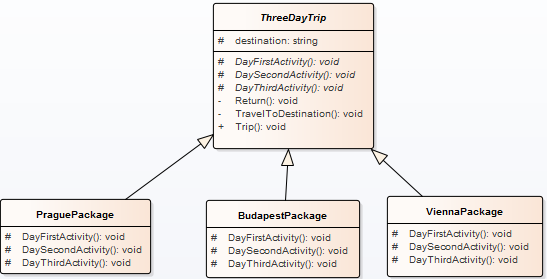 ThreeDayTrip
# destination: string
# DayFirstActivity(): void
# DaySecondActivity(): void
# DayThirdActivity(): void
- Return(): void
- TravelToDestination(): void
+ Trip(): void
PraguePackage
# DayFirstActivity(): void
# DaySecondActivity(): void
# DayThirdActivity(): void
BudapestPackage
# DayFirstActivity(): void
# DaySecondActivity(): void
# DayThirdActivity(): void
ViennaPackage
# DayFirstActivity(): void
# DaySecondActivity(): void
# DayThirdActivity(): void